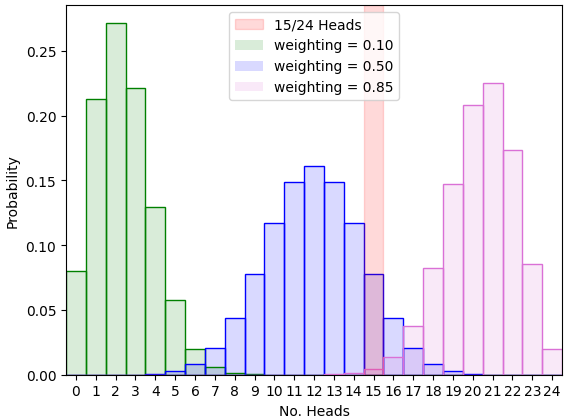 15/24 Heads
weighting = 0.10
weighting = 0.50
weighting = 0.85
0.25
0.20
0.15
0.10
0.05
0.00
Probability
0 1 2 3 4 5 6 7 8 9 10 11 12 13 14 15 16 17 18 19 20 21 22 23 24
No. Heads